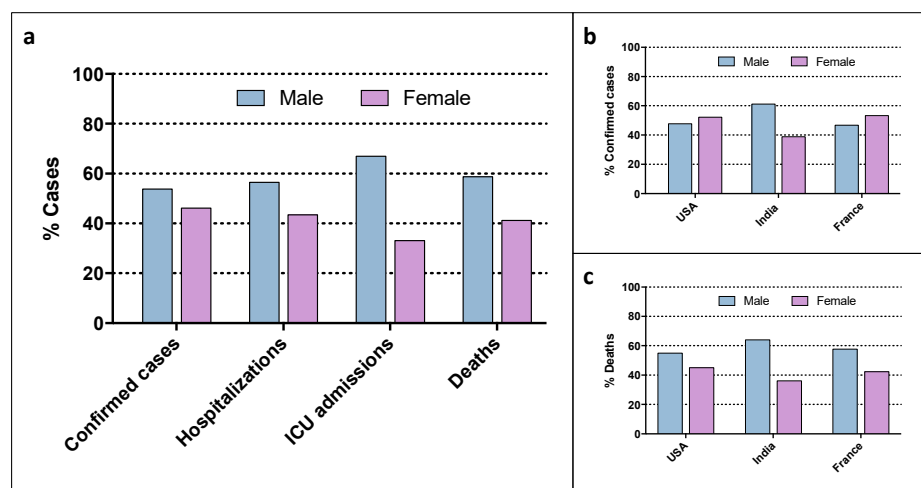 a
100
80
60
40
20
0
% Cases
Male
Female
Confirmed cases
Hospitalizations
ICU admissions
Deaths
b
100
80
60
40
20
0
% Confirmed cases
Male
Female
USA
India
France
c
100
80
60
40
20
0
% Deaths
Male
Female
USA
India
France